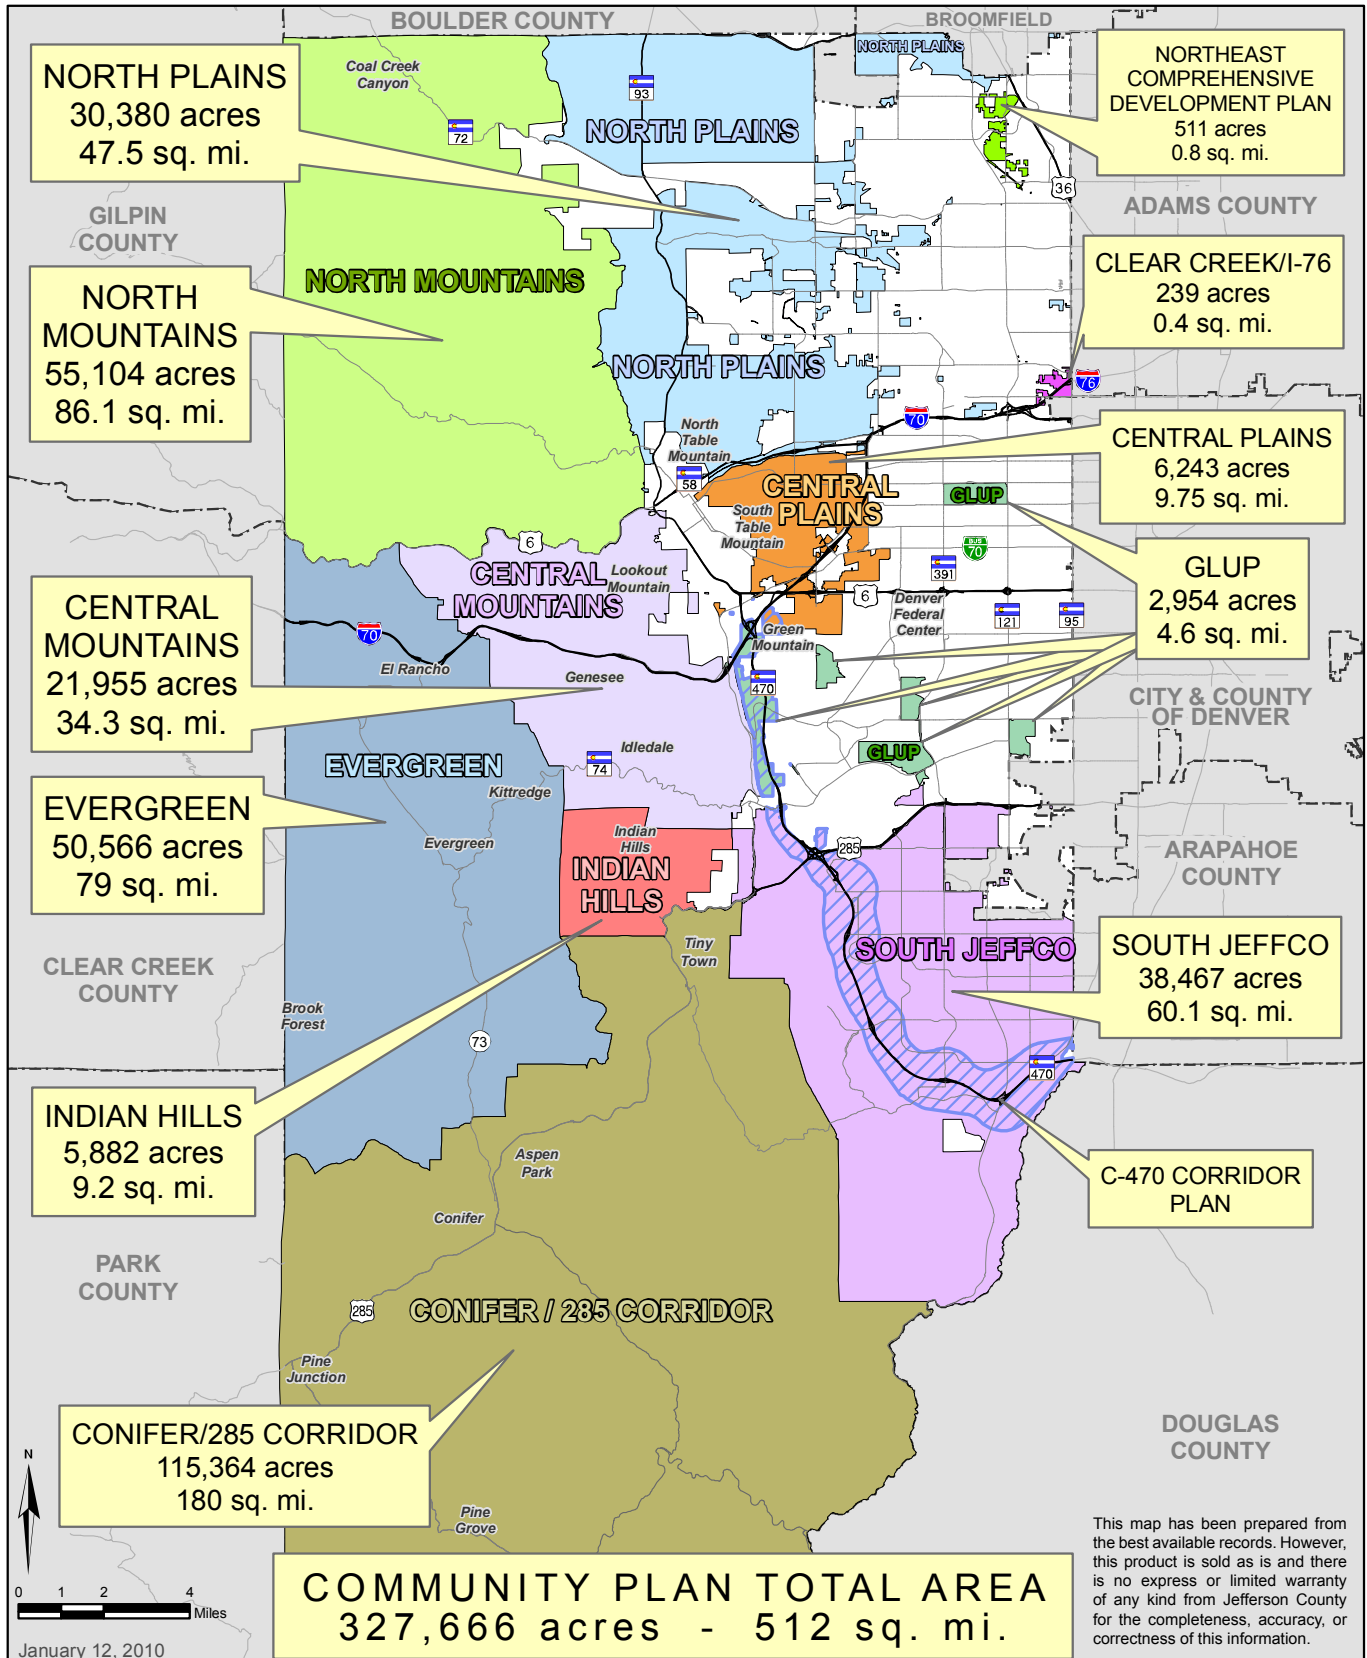 BOULDER COUNTY
BROOMFIELD
NORTH PLAINS
30,380 acres
47.5 sq. mi.
Coal Creek
Canyon
72
93
NORTH PLAINS
NORTH PLAINS
NORTHEAST
COMPREHENSIVE
DEVELOPMENT PLAN
511 acres
0.8 sq. mi.
36
GILPIN
COUNTY
ADAMS COUNTY
NORTH MOUNTAINS
NORTH
MOUNTAINS
55,104 acres
86.1 sq. mi.
CLEAR CREEK/I-76
239 acres
0.4 sq. mi.
NORTH PLAINS
76
70
North
Table
Mountain
58
CENTRAL PLAINS
6,243 acres
9.75 sq. mi.
CENTRAL
PLAINS
GLUP
South
Table
Mountain
6
BUS
70
391
CENTRAL
MOUNTAINS
Lookout
Mountain
GLUP
2,954 acres
4.6 sq. mi.
6
Denver
Federal
Center
121
95
CENTRAL
MOUNTAINS
21,955 acres
34.3 sq. mi.
70
El Rancho
Genesee
Green
Mountain
470
CITY & COUNTY
OF DENVER
Idledale
74
GLUP
EVERGREEN
Kittredge
EVERGREEN
50,566 acres
79 sq. mi.
Evergreen
Indian
Hills
INDIAN
HILLS
285
ARAPAHOE
COUNTY
Tiny
Town
SOUTH JEFFCO
SOUTH JEFFCO
38,467 acres
60.1 sq. mi.
CLEAR CREEK
COUNTY
Brook
Forest
73
470
INDIAN HILLS
5,882 acres
9.2 sq. mi.
Aspen
Park
C-470 CORRIDOR
PLAN
Conifer
PARK
COUNTY
285
CONIFER / 285 CORRIDOR
Pine
Junction
CONIFER/285 CORRIDOR
115,364 acres
180 sq. mi.
DOUGLAS
COUNTY
N
Pine
Grove
0 1 2 4
Miles
January 12, 2010
COMMUNITY PLAN TOTAL AREA
327,666 acres - 512 sq. mi.
This map has been prepared from
the best available records. However,
this product is sold as is and there
is no express or limited warranty
of any kind from Jefferson County
for the completeness, accuracy, or
correctness of this information.